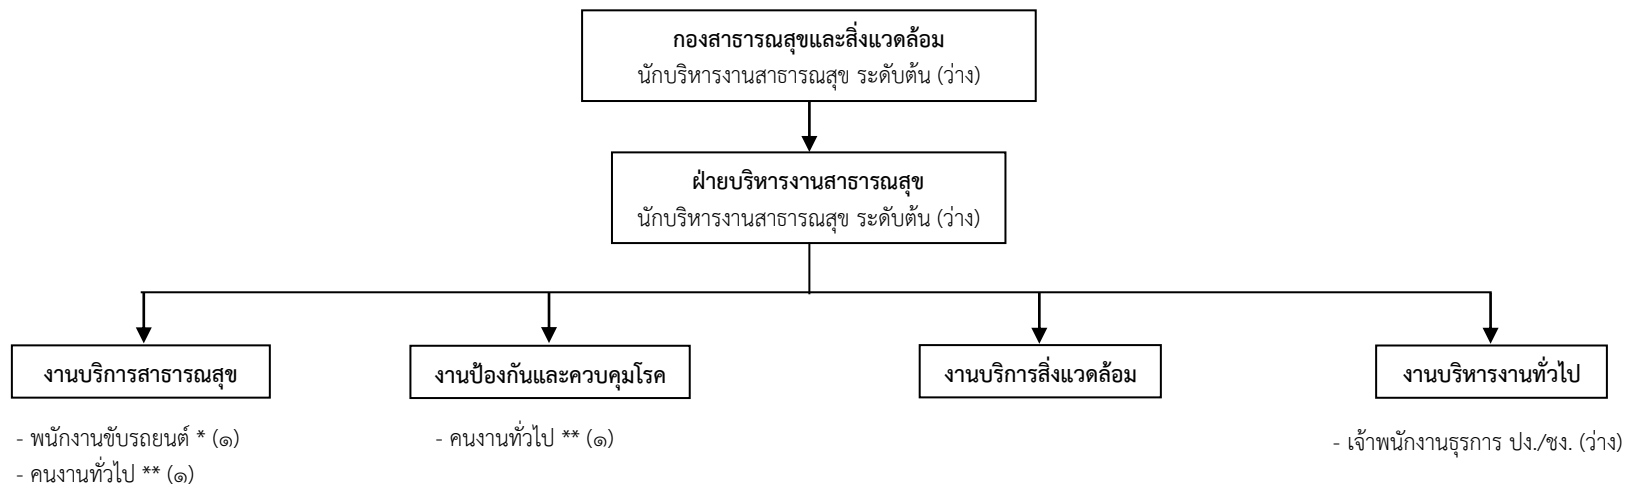 กองสาธารณสุขและสิ่งแวดล้อม
นักบริหารงานสาธารณสุข ระดับต้น (ว่าง)
ฝ่ายบริหารงานสาธารณสุข
นักบริหารงานสาธารณสุข ระดับต้น (ว่าง)
งานบริการสาธารณสุข
- พนักงานขับรถยนต์ * (๑)
- คนงานทั่วไป ** (๑)
งานป้องกันและควบคุมโรค
- คนงานทั่วไป ** (๑)
งานบริการสิ่งแวดล้อม
งานบริหารงานทั่วไป
- เจ้าพนักงานธุรการ ปง./ชง. (ว่าง)